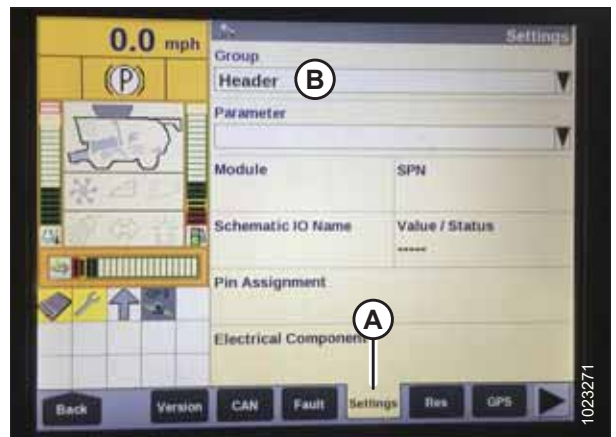 0.0 mph
(P)
Settings
Group
Header
B
Parameter
Module
SPN
Schematic IO Name
Value / Status
-----
Pin Assignment
A
Electrical Component
Back
Version
CAN
Fault
Settings
Res
GPS
1023271